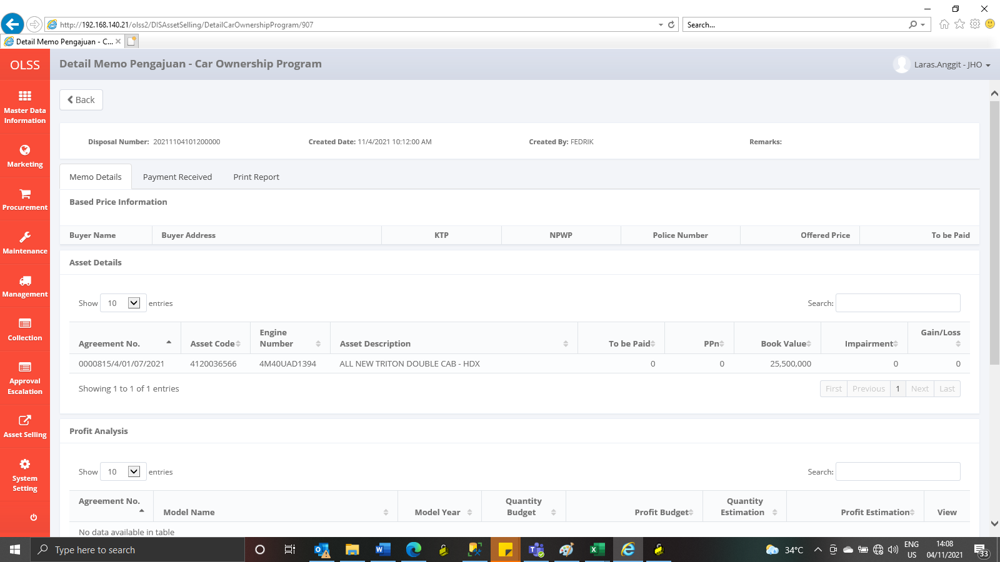 http://192.168.140.21/olss2/DISAssetSelling/DetailCarOwnershipProgram/907
Search...
Detail Memo Pengajuan - C...
OLSS
Detail Memo Pengajuan - Car Ownership Program
Laras.Anggit - JHO
Master Data
Information
Marketing
Procurement
Maintenance
Management
Collection
Approval
Escalation
Asset Selling
System
Setting
Back
Disposal Number: 20211104101200000
Created Date: 11/4/2021 10:12:00 AM
Created By: FEDRIK
Remarks:
Memo Details
Payment Received
Print Report
Based Price Information
Buyer Name Buyer Address KTP NPWP Police Number Offered Price To be Paid
Asset Details
Show 10 entries
Search:
Agreement No. Asset Code Engine Number Asset Description To be Paid PPn Book Value Impairment Gain/Loss
0000815/4/01/07/2021 4120036566 4M40UAD1394 ALL NEW TRITON DOUBLE CAB - HDX 0 0 25,500,000 0 0
Showing 1 to 1 of 1 entries
First Previous 1 Next Last
Profit Analysis
Show 10 entries
Search:
Agreement No. Model Name Model Year Quantity Budget Profit Budget Quantity Estimation Profit Estimation View
No data available in table
Type here to search
34°C
ENG
US
14:08
04/11/2021
33